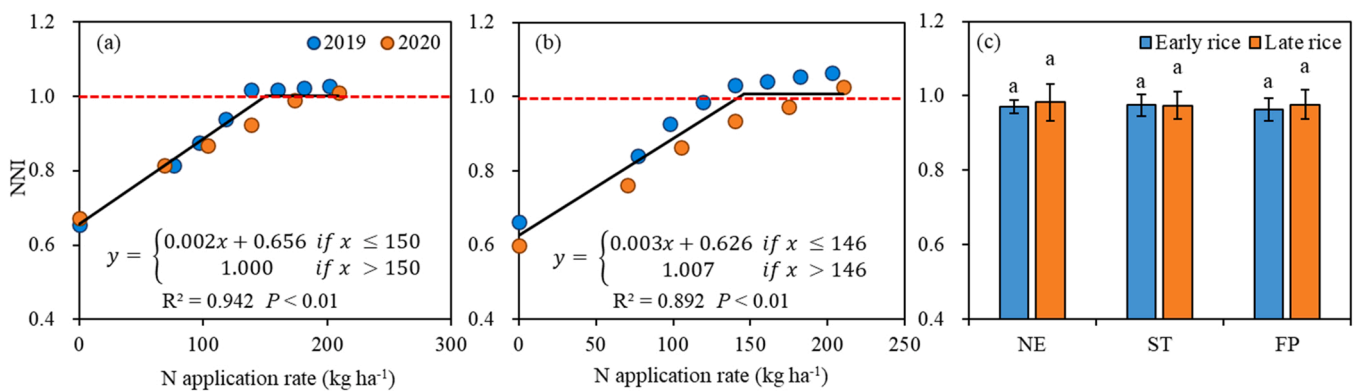 NNI
1.2
1.0
0.8
0.6
0.4
(a)
2019 2020
y = { 0.002x + 0.656 if x ≤ 150
1.000 if x > 150
R² = 0.942 P < 0.01
0 100 200 300
N application rate (kg ha⁻¹)
1.2
1.0
0.8
0.6
0.4
(b)
y = { 0.003x + 0.626 if x ≤ 146
1.007 if x > 146
R² = 0.892 P < 0.01
0 50 100 150 200 250
N application rate (kg ha⁻¹)
1.2
1.0
0.8
0.6
0.4
(c)
Early rice Late rice
a a a a a a
NE ST FP